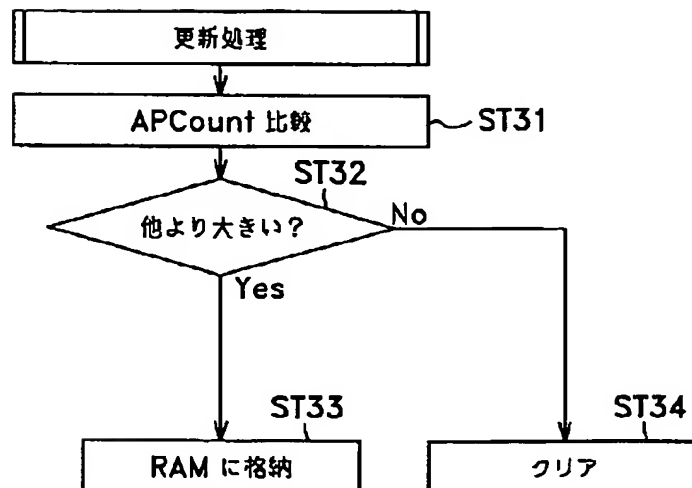 更新処理
APCount 比較
ST31
ST32
他より大きい?
No
Yes
ST33
ST34
RAM に格納
クリア